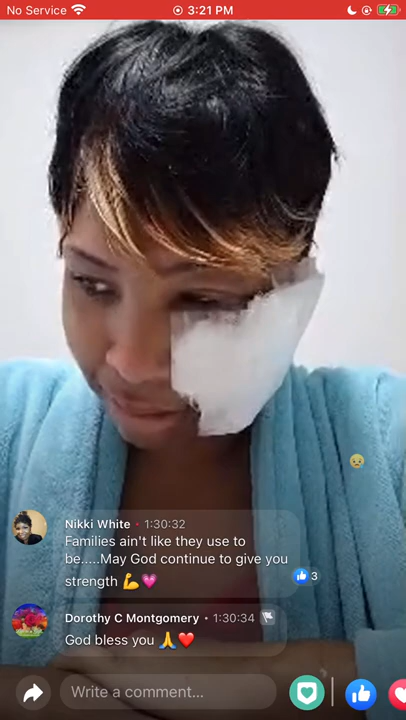 No Service 3:21 PM
Nikki White • 1:30:32
Families ain't like they use to
be.....May God continue to give you
strength 💪💗
3
Dorothy C Montgomery • 1:30:34
God bless you 🙏❤️
Write a comment...